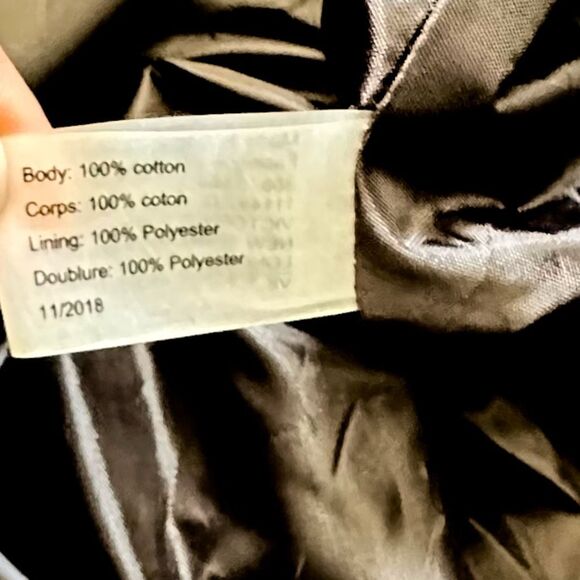 Body: 100% cotton
Corps: 100% coton
Lining: 100% Polyester
Doublure: 100% Polyester
11/2018